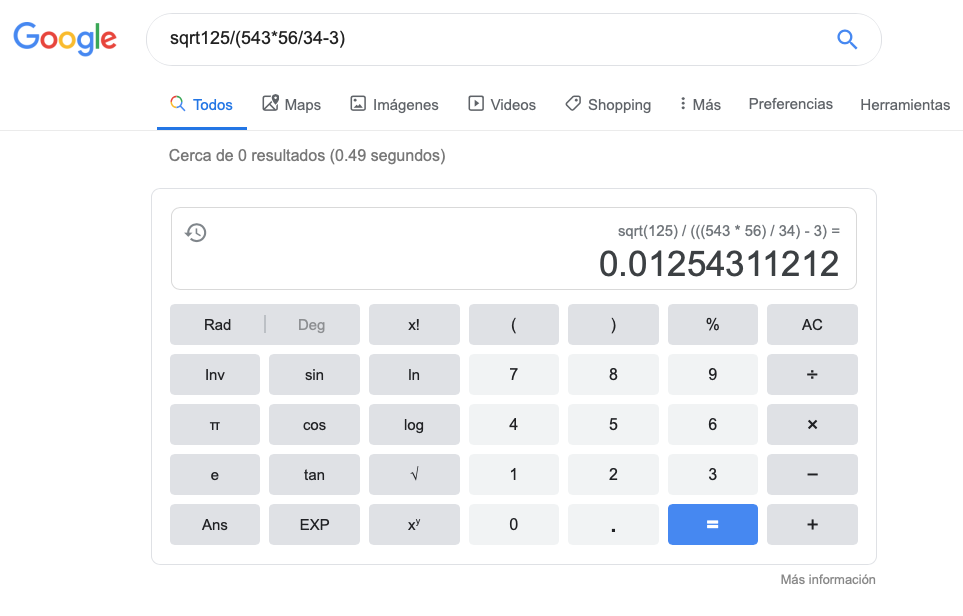 Google
sqrt125/(543*56/34-3)
Todos Maps Imágenes Videos Shopping Más Preferencias Herramientas
Cerca de 0 resultados (0.49 segundos)
sqrt(125) / (((543 * 56) / 34) - 3) =
0.01254311212
Rad | Deg x! ( ) % AC
Inv sin ln 7 8 9 ÷
π cos log 4 5 6 ×
e tan √ 1 2 3 −
Ans EXP xʸ 0 . = +
Más información